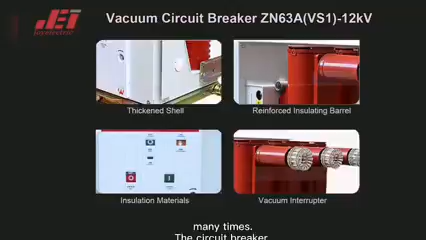 JET
Vacuum Circuit Breaker ZN63A(VS1)-12kV
Thickened Shell
Reinforced Insulating Barrel
Insulation Materials
Vacuum Interrupter
many times.
The circuit breaker